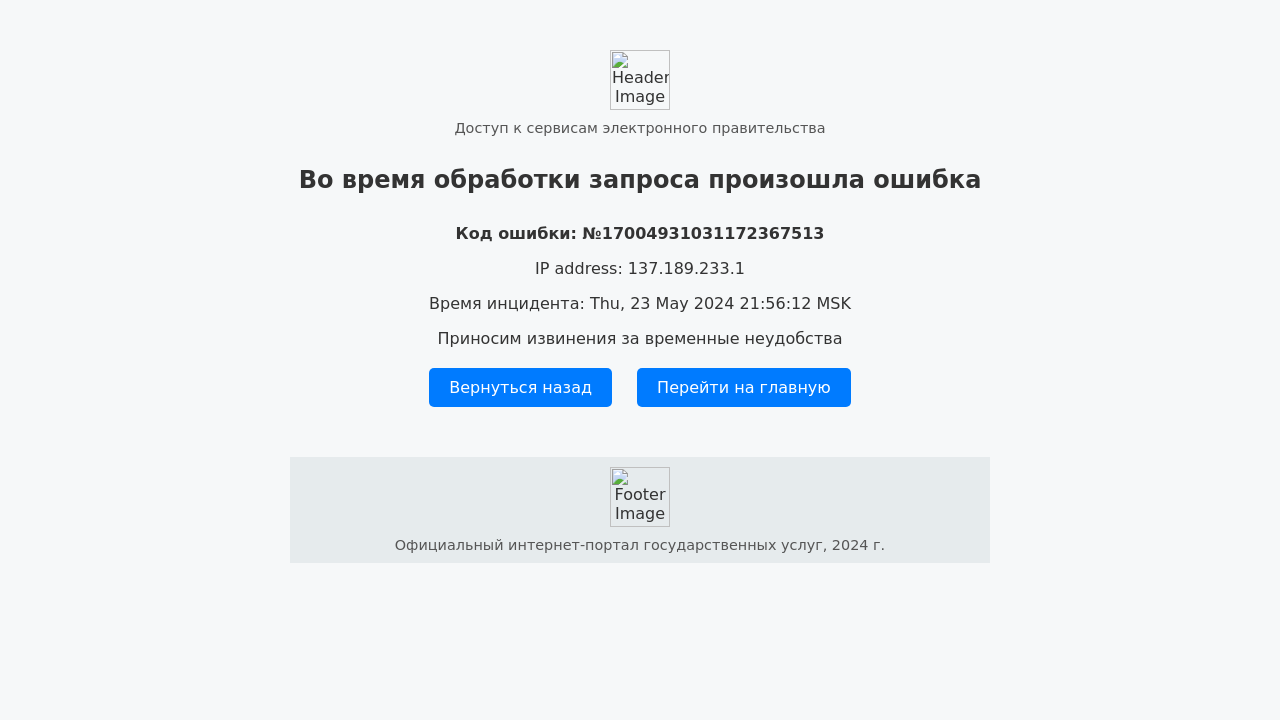 Header
Image
Доступ к сервисам электронного правительства
Во время обработки запроса произошла ошибка
Код ошибки: №17004931031172367513
IP address: 137.189.233.1
Время инцидента: Thu, 23 May 2024 21:56:12 MSK
Приносим извинения за временные неудобства
Вернуться назад
Перейти на главную
Footer
Image
Официальный интернет-портал государственных услуг, 2024 г.